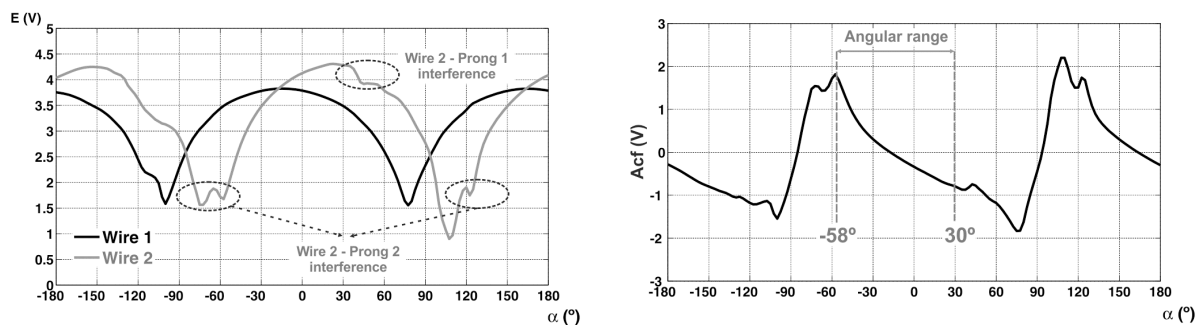 E (V)
5
4.5
4
3.5
3
2.5
2
1.5
1
0.5
0
-180 -150 -120 -90 -60 -30 0 30 60 90 120 150 180
α (º)
Wire 2 - Prong 1
interference
Wire 1
Wire 2
Wire 2 - Prong 2
interference
Acf (V)
3
2
1
0
-1
-2
-3
-180 -150 -120 -90 -60 -30 0 30 60 90 120 150 180
α (º)
Angular range
-58º
30º